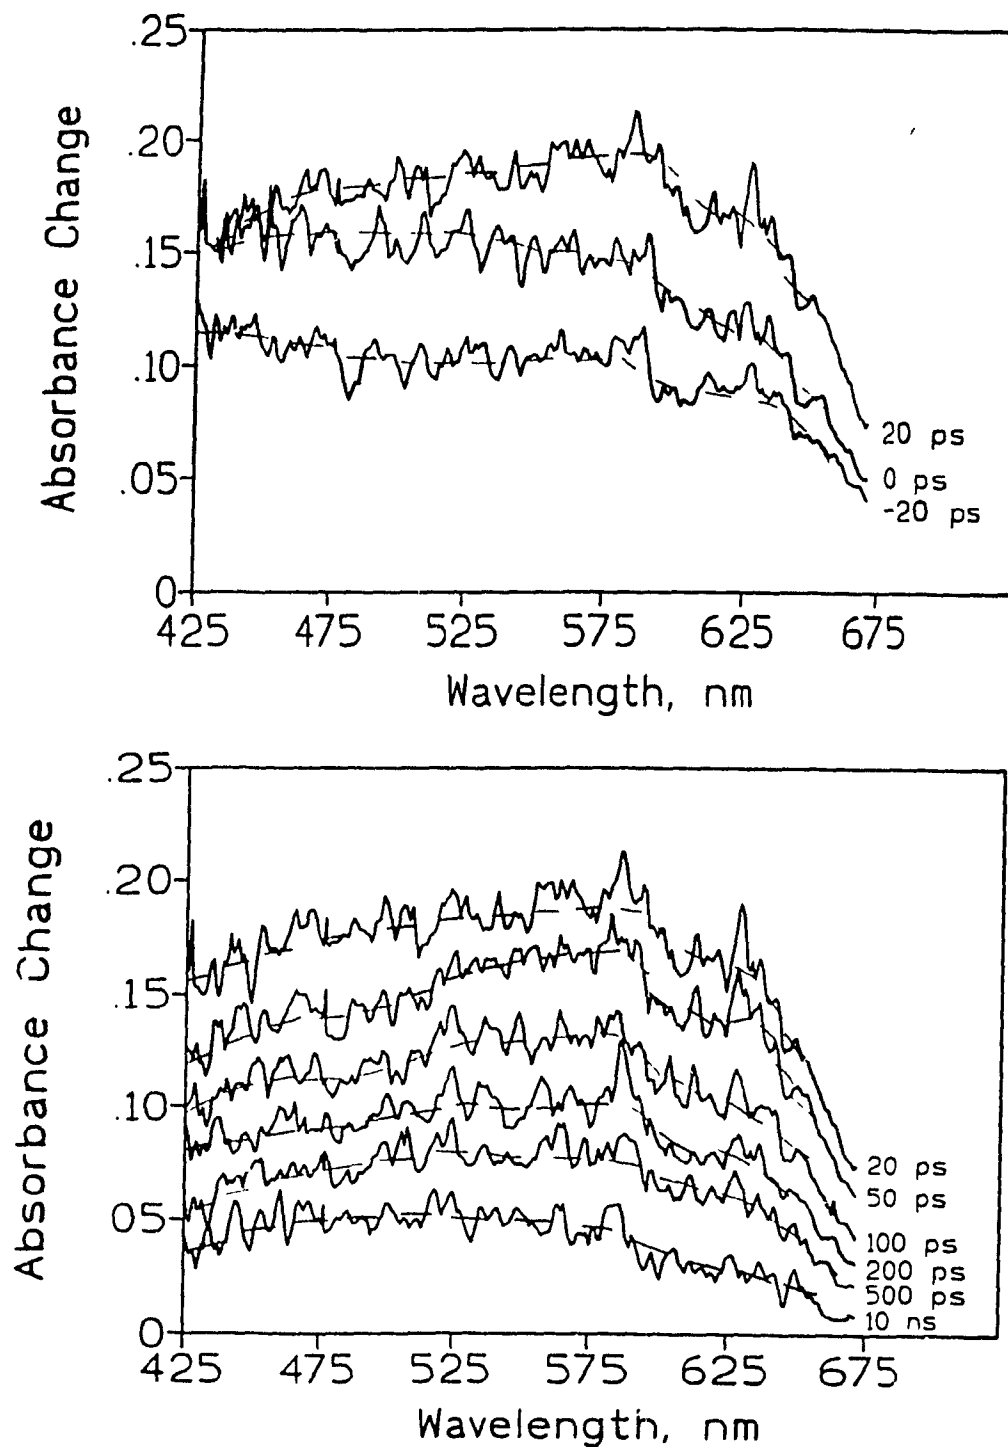 .25
.20
.15
.10
.05
0
Absorbance Change
20 ps
0 ps
-20 ps
425 475 525 575 625 675
Wavelength, nm
.25
.20
.15
.10
05
0
Absorbance Change
20 ps
50 ps
100 ps
200 ps
500 ps
10 ns
425 475 525 575 625 675
Wavelength, nm